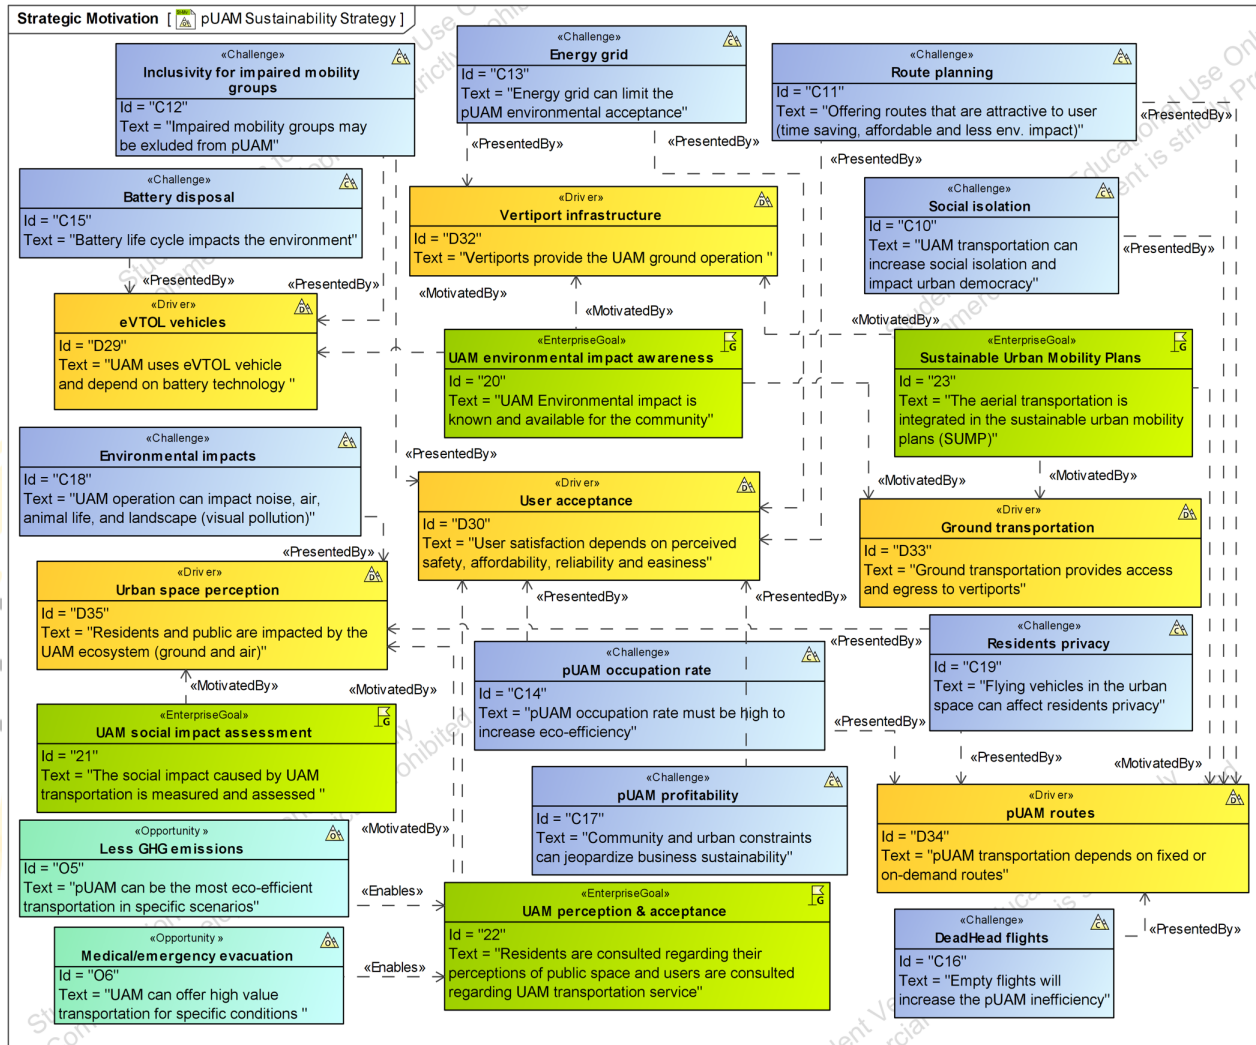 Strategic Motivation [ pUAM Sustainability Strategy ]
«Challenge»
Inclusivity for impaired mobility
groups
Id = "C12"
Text = "Impaired mobility groups may
be exluded from pUAM"
«Challenge»
Energy grid
Id = "C13"
Text = "Energy grid can limit the
pUAM environmental acceptance"
«Challenge»
Route planning
Id = "C11"
Text = "Offering routes that are attractive to user
(time saving, affordable and less env. impact)"
«PresentedBy»
«PresentedBy»
«PresentedBy»
«PresentedBy»
«Challenge»
Battery disposal
Id = "C15"
Text = "Battery life cycle impacts the environment"
«Driver»
Vertiport infrastructure
Id = "D32"
Text = "Vertiports provide the UAM ground operation "
«Challenge»
Social isolation
Id = "C10"
Text = "UAM transportation can
increase social isolation and
impact urban democracy"
«PresentedBy»
«PresentedBy»
«PresentedBy»
«MotivatedBy»
«MotivatedBy»
«MotivatedBy»
«Driver»
eVTOL vehicles
Id = "D29"
Text = "UAM uses eVTOL vehicle
and depend on battery technology "
«EnterpriseGoal»
UAM environmental impact awareness
Id = "20"
Text = "UAM Environmental impact is
known and available for the community"
«EnterpriseGoal»
Sustainable Urban Mobility Plans
Id = "23"
Text = "The aerial transportation is
integrated in the sustainable urban mobility
plans (SUMP)"
«Challenge»
Environmental impacts
Id = "C18"
Text = "UAM operation can impact noise, air,
animal life, and landscape (visual pollution)"
«PresentedBy»
«Driver»
User acceptance
Id = "D30"
Text = "User satisfaction depends on perceived
safety, affordability, reliability and easiness"
«MotivatedBy»
«MotivatedBy»
«Driver»
Ground transportation
Id = "D33"
Text = "Ground transportation provides access
and egress to vertiports"
«PresentedBy»
«Driver»
Urban space perception
Id = "D35"
Text = "Residents and public are impacted by the
UAM ecosystem (ground and air)"
«PresentedBy»
«PresentedBy»
«PresentedBy»
«Challenge»
Residents privacy
Id = "C19"
Text = "Flying vehicles in the urban
space can affect residents privacy"
«Challenge»
pUAM occupation rate
Id = "C14"
Text = "pUAM occupation rate must be high to
increase eco-efficiency"
«MotivatedBy»
«MotivatedBy»
«EnterpriseGoal»
UAM social impact assessment
Id = "21"
Text = "The social impact caused by UAM
transportation is measured and assessed "
«PresentedBy»
«PresentedBy»
«MotivatedBy»
«Challenge»
pUAM profitability
Id = "C17"
Text = "Community and urban constraints
can jeopardize business sustainability"
«Driver»
pUAM routes
Id = "D34"
Text = "pUAM transportation depends on fixed or
on-demand routes"
«MotivatedBy»
«Opportunity »
Less GHG emissions
Id = "O5"
Text = "pUAM can be the most eco-efficient
transportation in specific scenarios"
«Enables»
«EnterpriseGoal»
UAM perception & acceptance
Id = "22"
Text = "Residents are consulted regarding their
perceptions of public space and users are consulted
regarding UAM transportation service"
«Opportunity »
Medical/emergency evacuation
Id = "O6"
Text = "UAM can offer high value
transportation for specific conditions "
«Enables»
«Challenge»
DeadHead flights
Id = "C16"
Text = "Empty flights will
increase the pUAM inefficiency"
«PresentedBy»